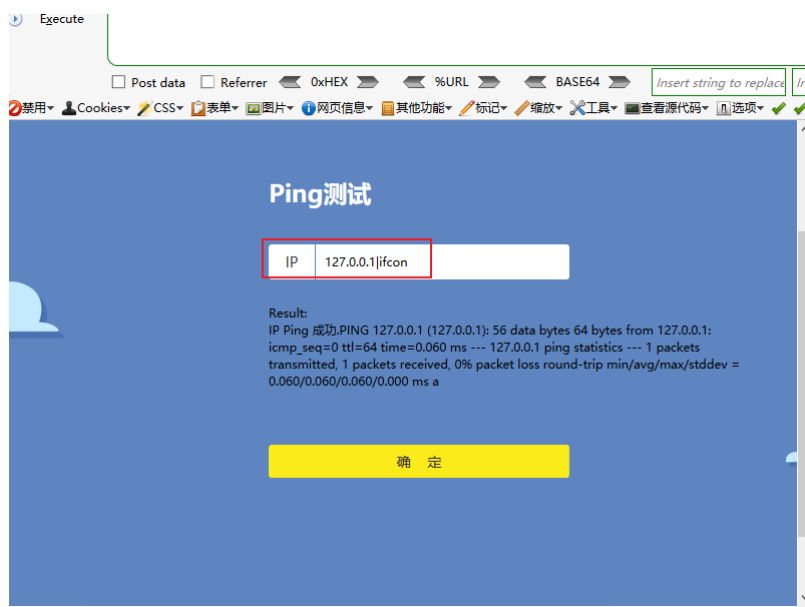 Execute
Post data Referrer 0xHEX %URL BASE64 Insert string to replace
禁用 Cookies CSS 表单 图片 网页信息 其他功能 标记 缩放 工具 查看源代码 选项
Ping测试
IP 127.0.0.1|ifcon
Result:
IP Ping 成功.PING 127.0.0.1 (127.0.0.1): 56 data bytes 64 bytes from 127.0.0.1:
icmp_seq=0 ttl=64 time=0.060 ms --- 127.0.0.1 ping statistics --- 1 packets
transmitted, 1 packets received, 0% packet loss round-trip min/avg/max/stddev =
0.060/0.060/0.060/0.000 ms a
确 定